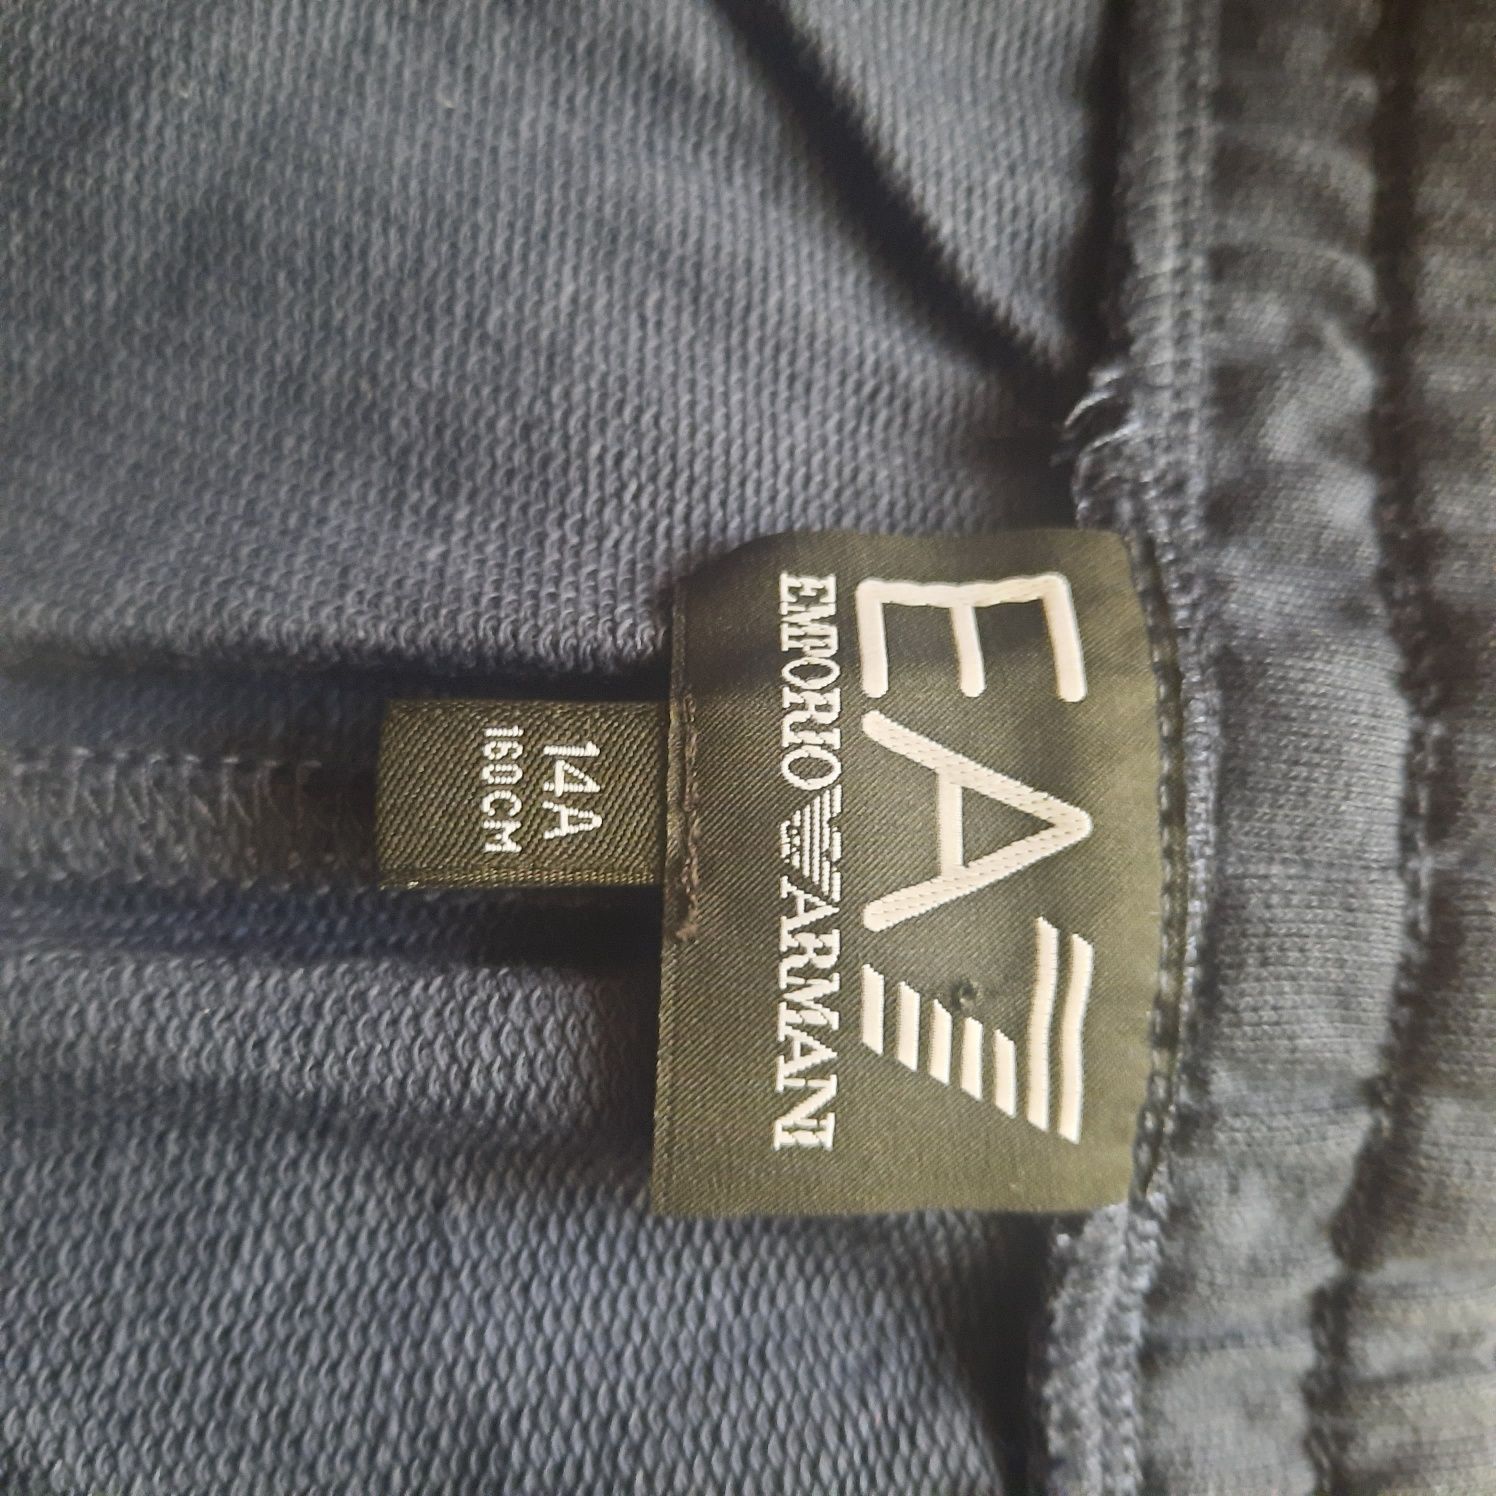 EA7
EMPORIO ARMANI
14A
160CM